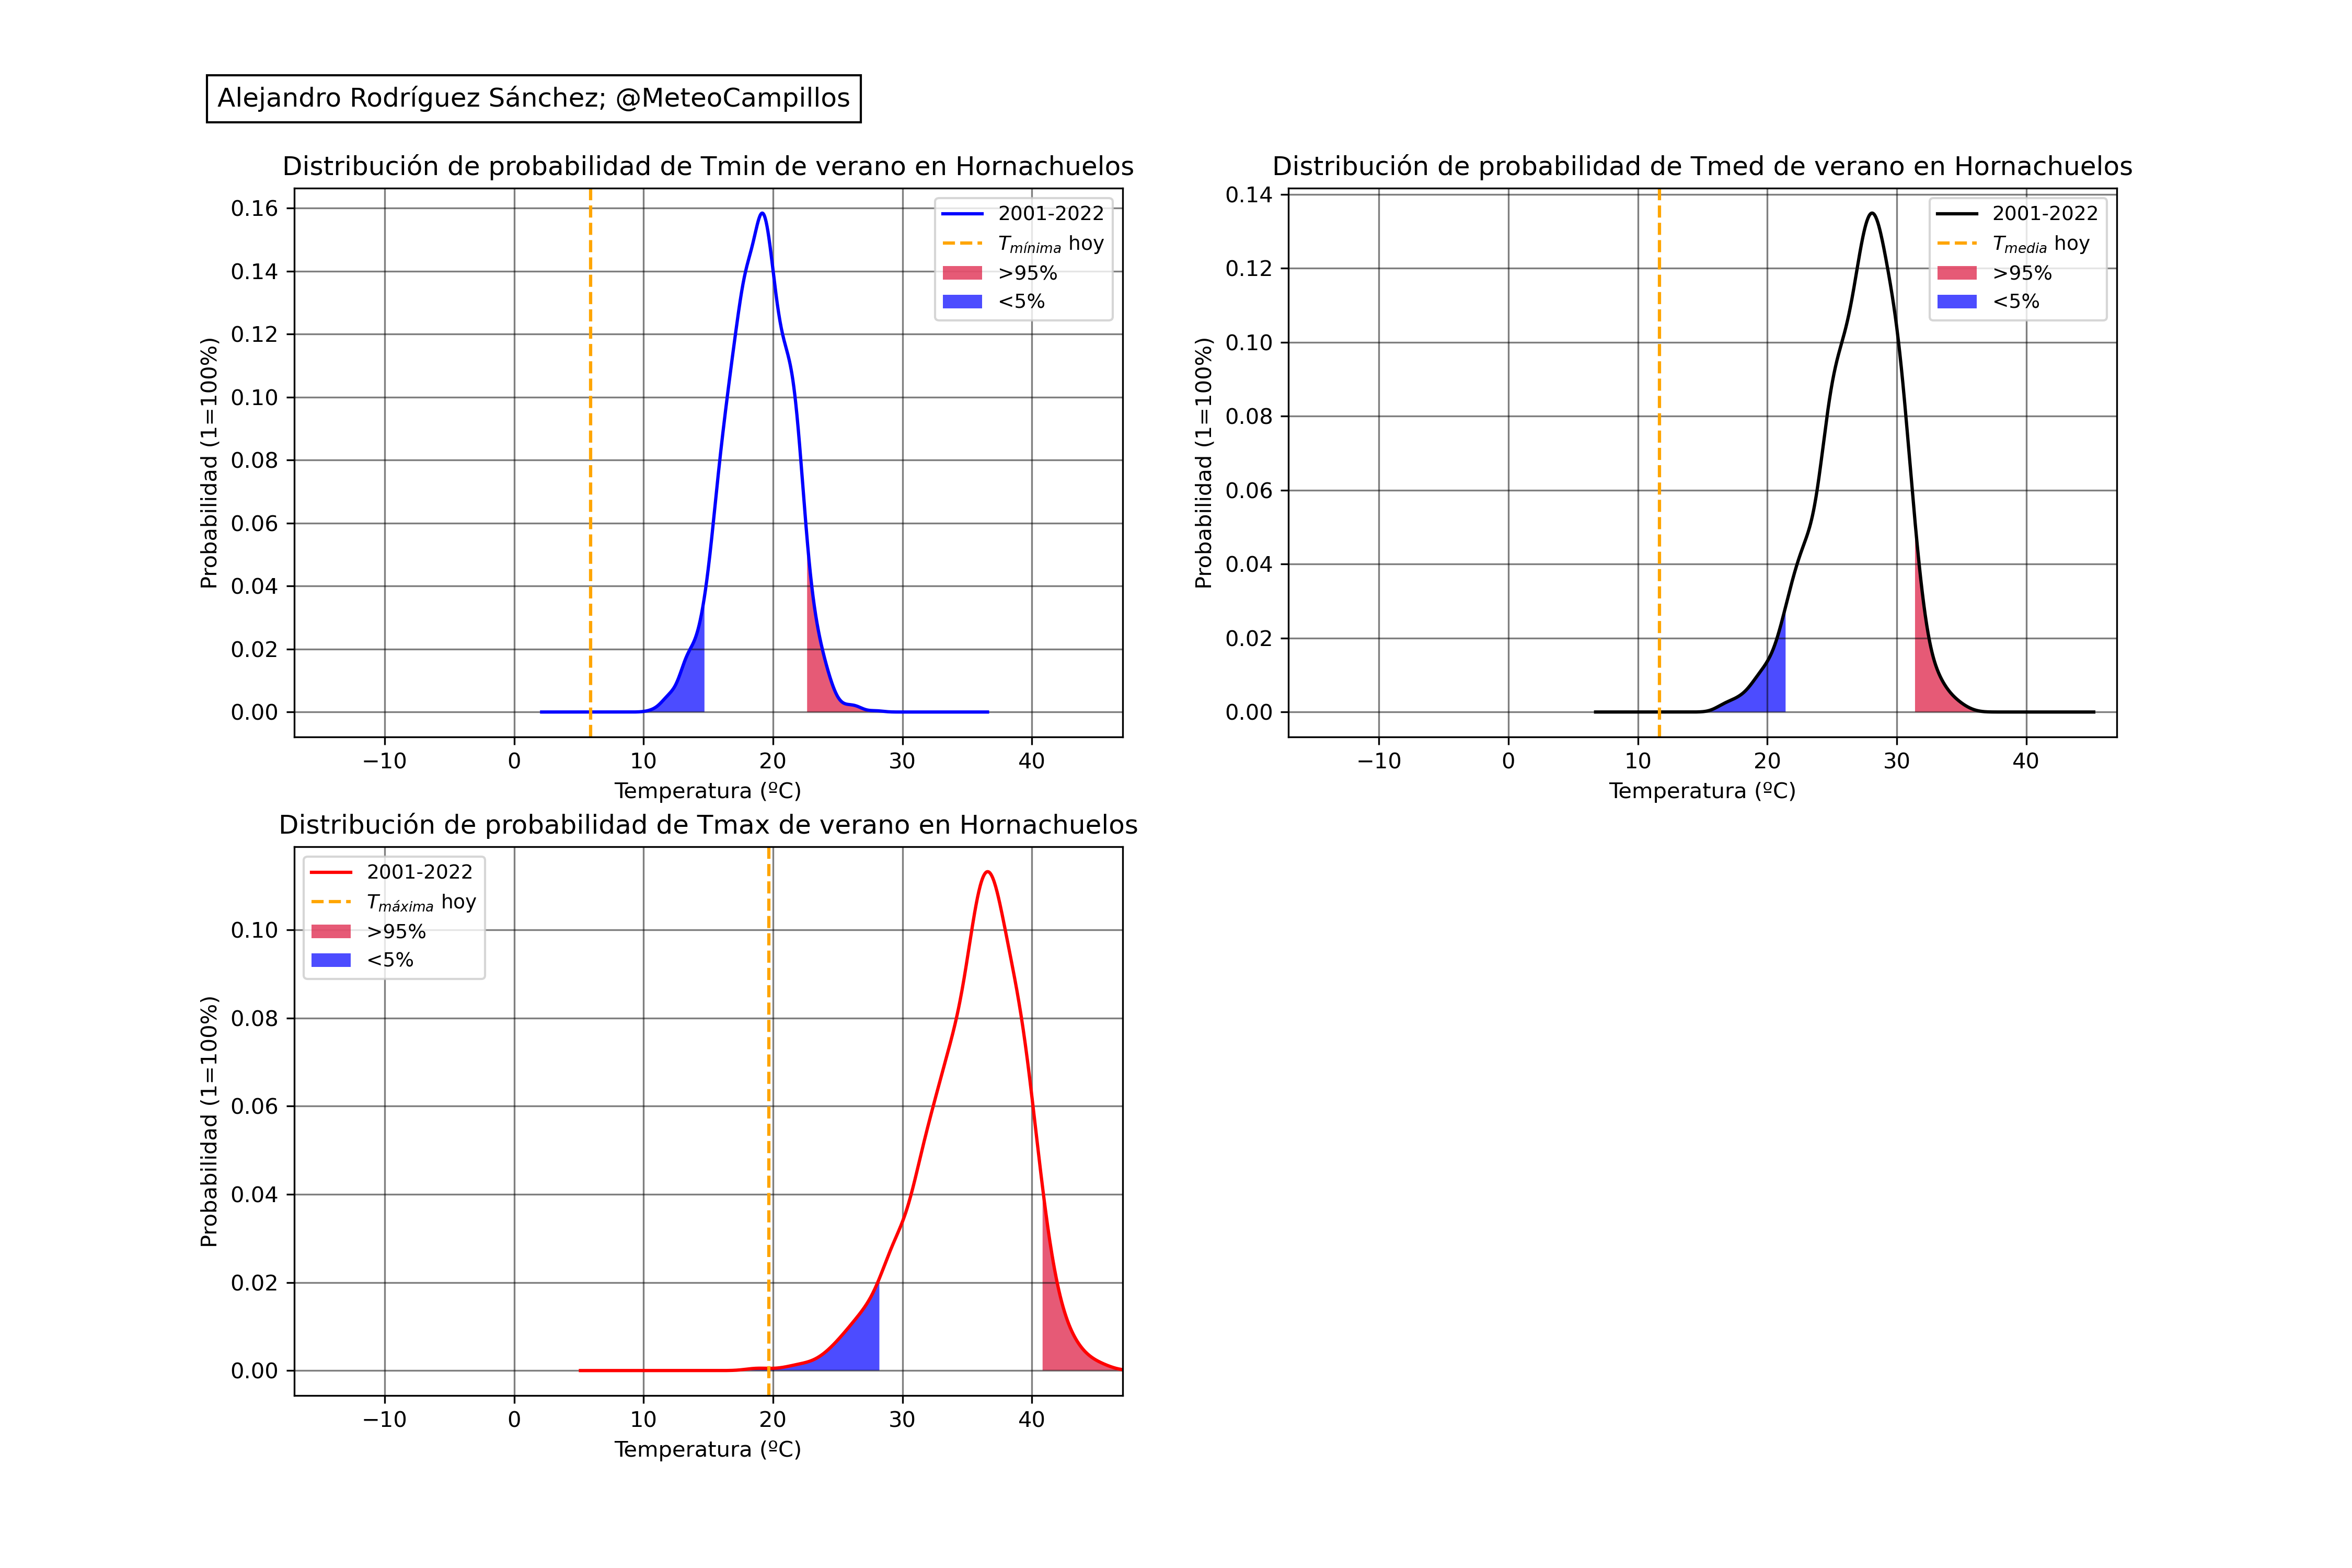 Alejandro Rodríguez Sánchez; @MeteoCampillos
Distribución de probabilidad de Tmin de verano en Hornachuelos
0.16
0.14
0.12
0.10
0.08
0.06
0.04
0.02
0.00
Probabilidad (1=100%)
2001-2022
Tmínima hoy
>95%
<5%
−10 0 10 20 30 40
Temperatura (ºC)
Distribución de probabilidad de Tmed de verano en Hornachuelos
0.14
0.12
0.10
0.08
0.06
0.04
0.02
0.00
Probabilidad (1=100%)
2001-2022
Tmedia hoy
>95%
<5%
−10 0 10 20 30 40
Temperatura (ºC)
Distribución de probabilidad de Tmax de verano en Hornachuelos
2001-2022
Tmáxima hoy
>95%
<5%
0.10
0.08
0.06
0.04
0.02
0.00
Probabilidad (1=100%)
−10 0 10 20 30 40
Temperatura (ºC)